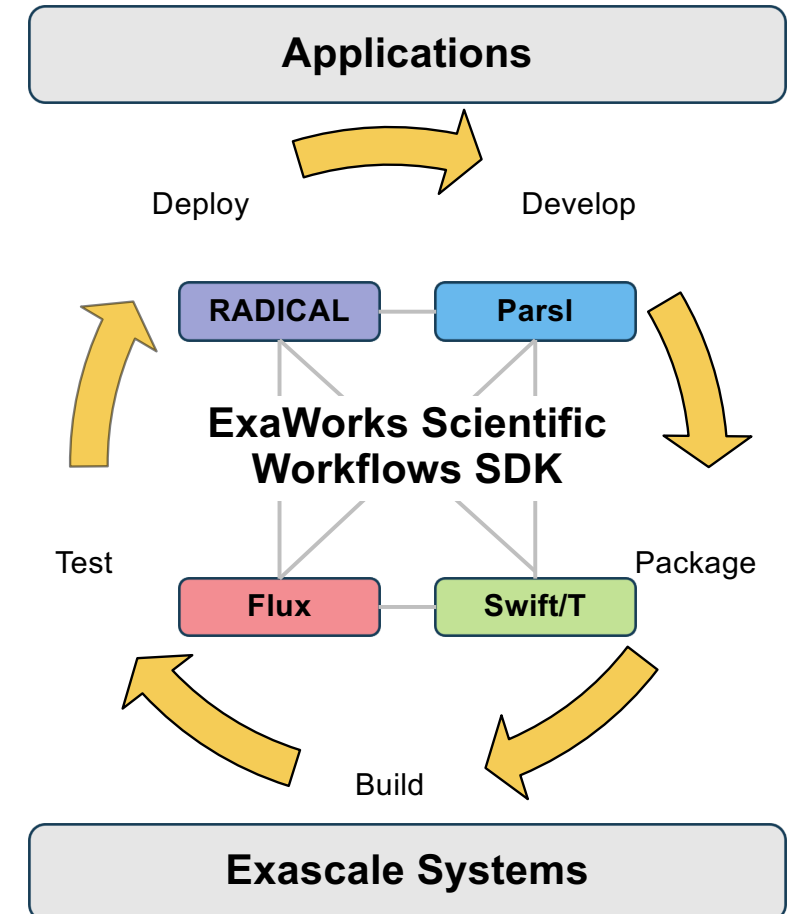 Applications
Deploy
Develop
RADICAL
Parsl
ExaWorks Scientific
Workflows SDK
Test
Package
Flux
Swift/T
Build
Exascale Systems